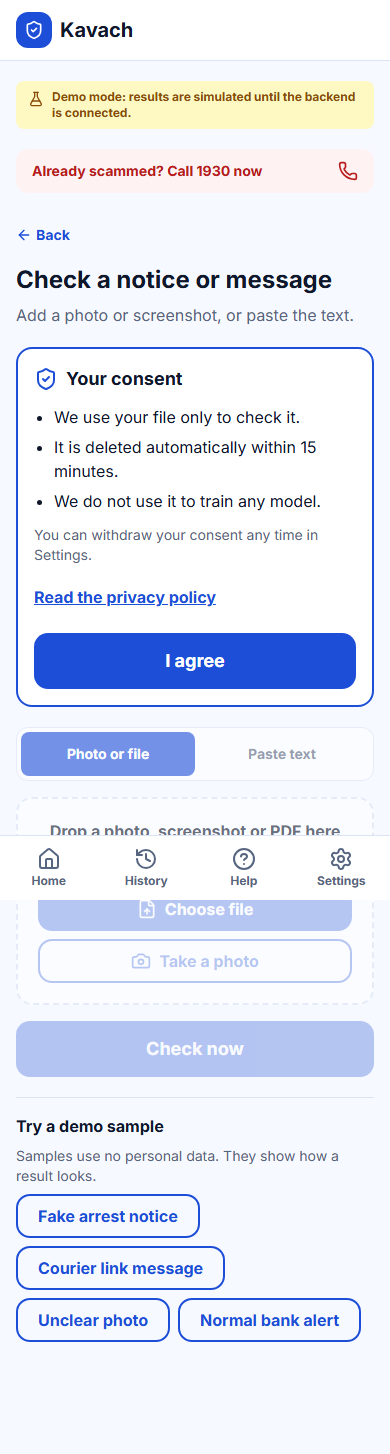 Kavach
Demo mode: results are simulated until the backend
is connected.
Already scammed? Call 1930 now
Back
Check a notice or message
Add a photo or screenshot, or paste the text.
Your consent
• We use your file only to check it.
• It is deleted automatically within 15
minutes.
• We do not use it to train any model.
You can withdraw your consent any time in
Settings.
Read the privacy policy
I agree
Photo or file
Paste text
Drop a photo, screenshot or PDF here
Home
History
Help
Settings
Choose file
Take a photo
Check now
Try a demo sample
Samples use no personal data. They show how a
result looks.
Fake arrest notice
Courier link message
Unclear photo
Normal bank alert